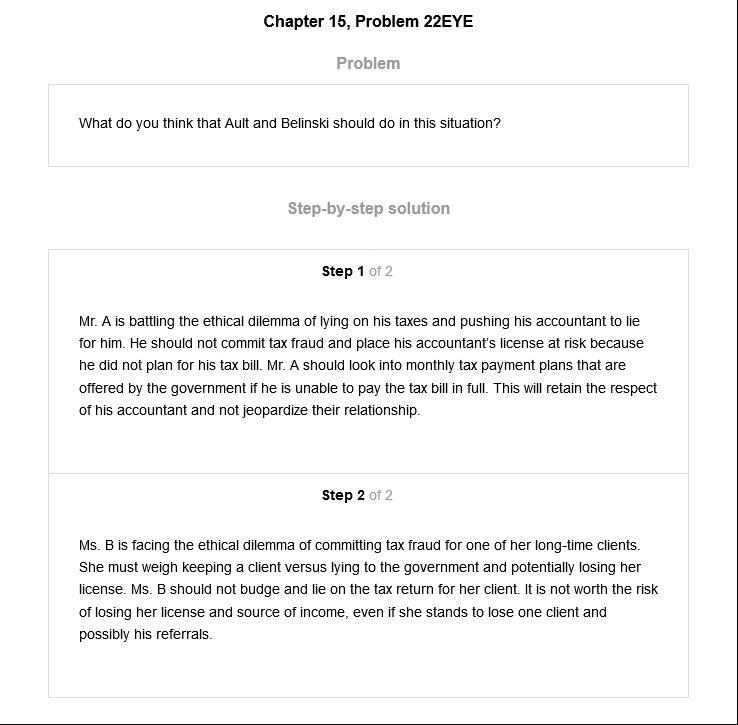 Chapter 15, Problem 22EYE
Problem
What do you think that Ault and Belinski should do in this situation?
Step-by-step solution
Step 1 of 2
Mr. A is battling the ethical dilemma of lying on his taxes and pushing his accountant to lie
for him. He should not commit tax fraud and place his accountant's license at risk because
he did not plan for his tax bill. Mr. A should look into monthly tax payment plans that are
offered by the government if he is unable to pay the tax bill in full. This will retain the respect
of his accountant and not jeopardize their relationship.
Step 2 of 2
Ms. B is facing the ethical dilemma of committing tax fraud for one of her long-time clients.
She must weigh keeping a client versus lying to the government and potentially losing her
license. Ms. B should not budge and lie on the tax return for her client. It is not worth the risk
of losing her license and source of income, even if she stands to lose one client and
possibly his referrals.